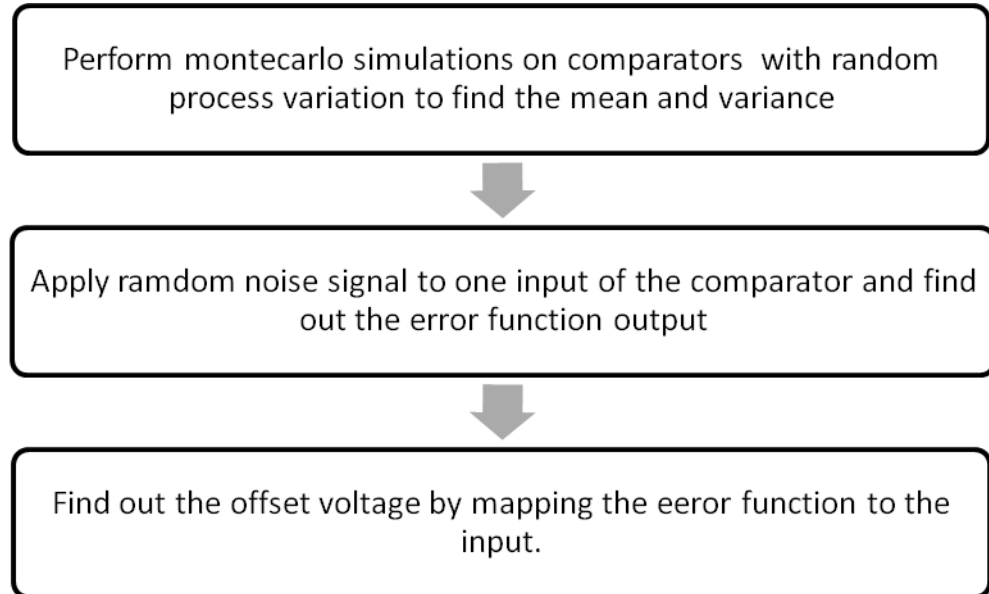 Perform montecarlo simulations on comparators with random
process variation to find the mean and variance
Apply ramdom noise signal to one input of the comparator and find
out the error function output
Find out the offset voltage by mapping the eeror function to the
input.